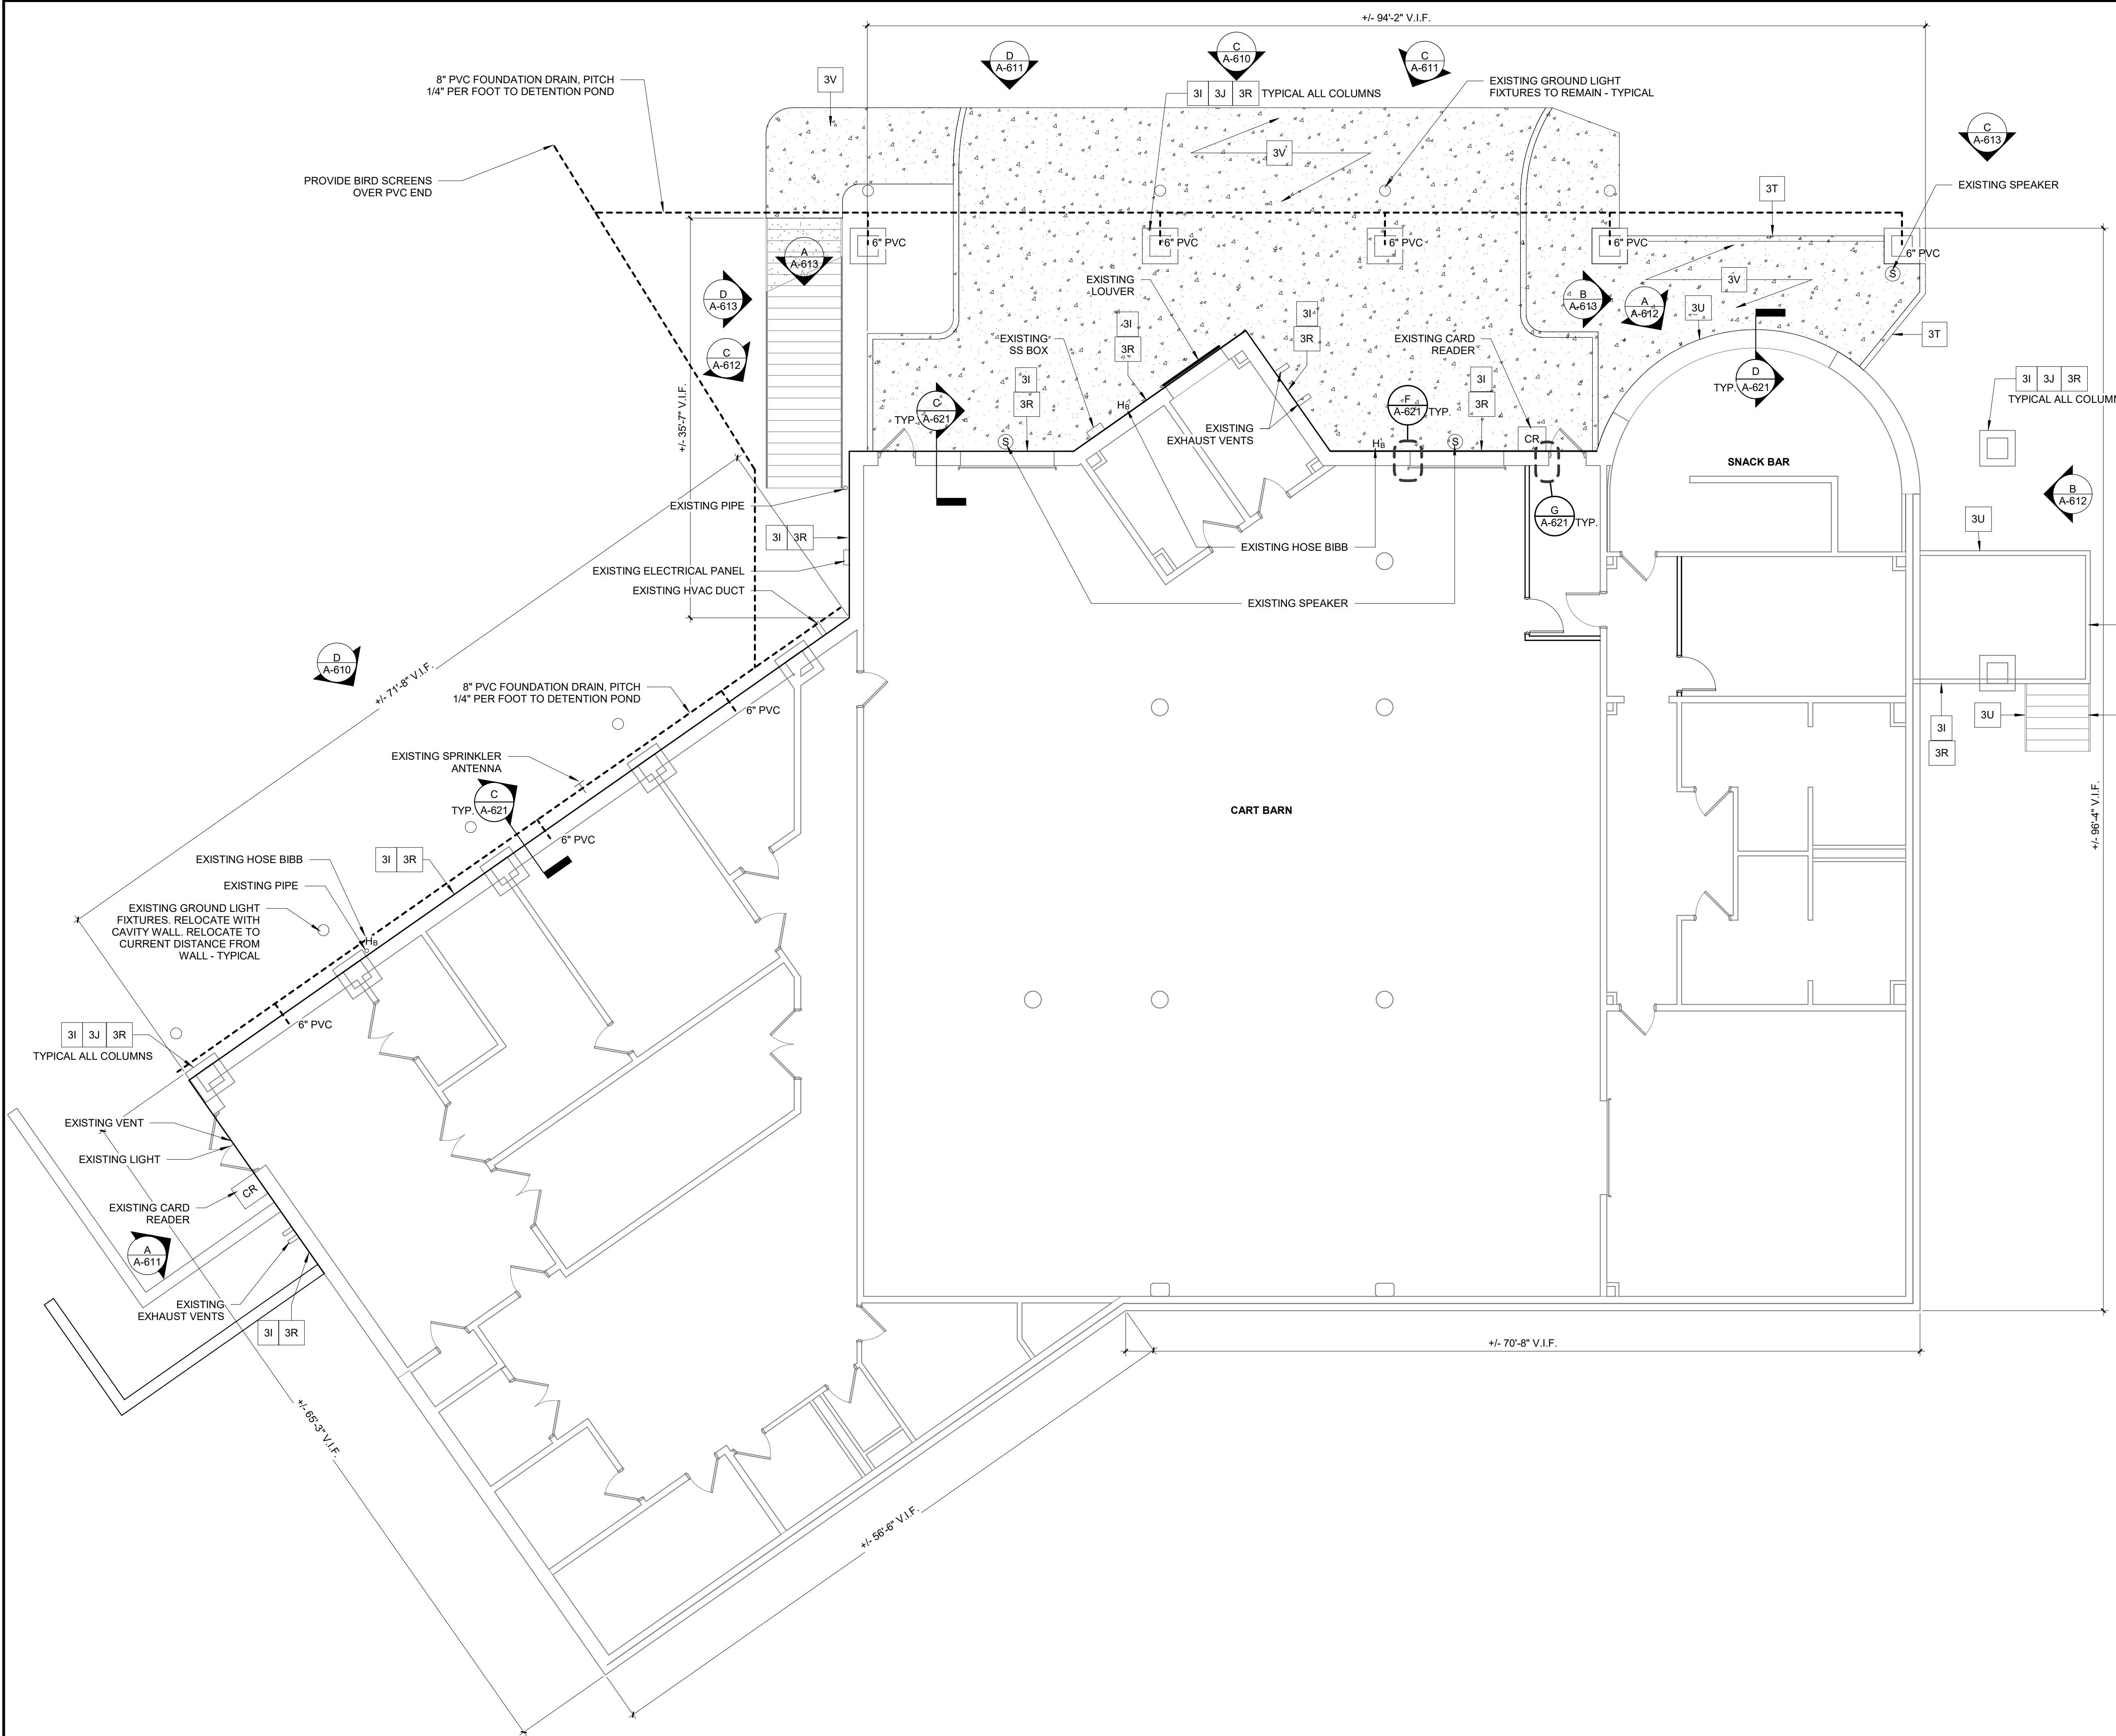 +/- 94'-2" V.I.F.
D
A-611
C
A-610
C
A-611
8" PVC FOUNDATION DRAIN, PITCH
1/4" PER FOOT TO DETENTION POND
3V
3I 3J 3R TYPICAL ALL COLUMNS
EXISTING GROUND LIGHT
FIXTURES TO REMAIN - TYPICAL
C
A-613
3V
PROVIDE BIRD SCREENS
OVER PVC END
3T
EXISTING SPEAKER
6" PVC
6" PVC
6" PVC
6" PVC
6" PVC
S
A
A-613
D
A-613
EXISTING
LOUVER
B
A-613
A
A-612
3V
3U
3T
C
A-612
EXISTING
SS BOX
3I
3R
3I
3R
EXISTING CARD
READER
+/- 35'-7" V.I.F.
3I
3R
3I
3R
D
A-621
TYP.
3I 3J 3R
TYPICAL ALL COLUMN
C
A-621
TYP.
HB
F
A-621
TYP.
S
EXISTING
EXHAUST VENTS
HB
S
CR
SNACK BAR
B
A-612
EXISTING PIPE
G
A-621
TYP.
3U
3I 3R
EXISTING HOSE BIBB
EXISTING ELECTRICAL PANEL
EXISTING HVAC DUCT
EXISTING SPEAKER
D
A-610
+/- 71'-8" V.I.F.
8" PVC FOUNDATION DRAIN, PITCH
1/4" PER FOOT TO DETENTION POND
6" PVC
3I
3R
3U
EXISTING SPRINKLER
ANTENNA
C
A-621
TYP.
CART BARN
+/- 96'-4" V.I.F.
6" PVC
3I 3R
EXISTING HOSE BIBB
EXISTING PIPE
EXISTING GROUND LIGHT
FIXTURES. RELOCATE WITH
CAVITY WALL. RELOCATE TO
CURRENT DISTANCE FROM
WALL - TYPICAL
HB
6" PVC
3I 3J 3R
TYPICAL ALL COLUMNS
EXISTING VENT
EXISTING LIGHT
CR
EXISTING CARD
READER
A
A-611
EXISTING
EXHAUST VENTS
3I 3R
+/- 70'-8" V.I.F.
+/- 65'-3" V.I.F.
+/- 56'-6" V.I.F.